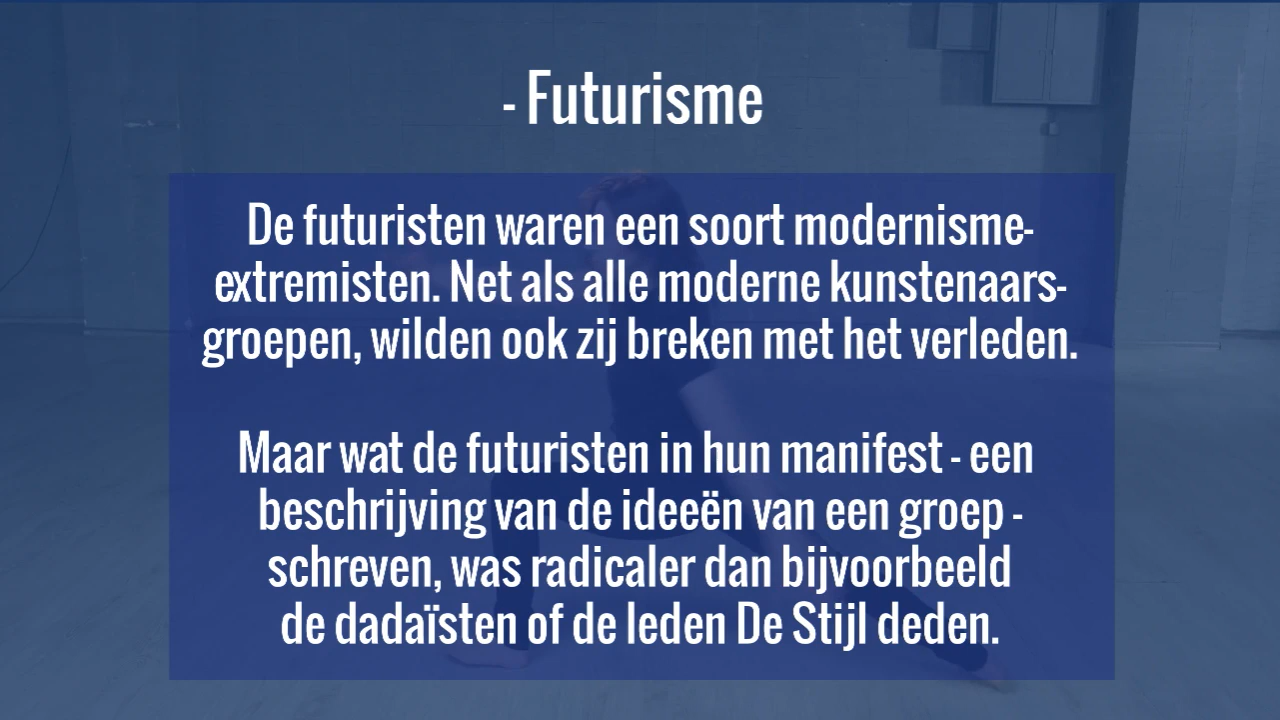 - Futurisme
De futuristen waren een soort modernisme-
extremisten. Net als alle moderne kunstenaars-
groepen, wilden ook zij breken met het verleden.
Maar wat de futuristen in hun manifest - een
beschrijving van de ideeën van een groep -
schreven, was radicaler dan bijvoorbeeld
de dadaïsten of de leden De Stijl deden.